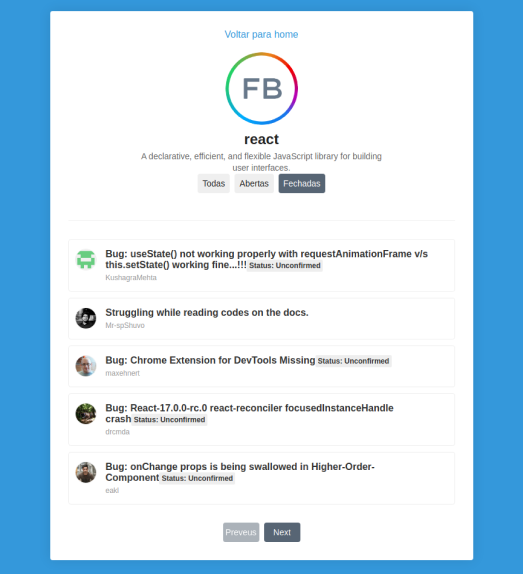 Voltar para home
FB
react
A declarative, efficient, and flexible JavaScript library for building
user interfaces.
Todas Abertas Fechadas
Bug: useState() not working properly with requestAnimationFrame v/s
this.setState() working fine...!!! Status: Unconfirmed
KushagraMehta
Struggling while reading codes on the docs.
Mr-spShuvo
Bug: Chrome Extension for DevTools Missing Status: Unconfirmed
maxehnert
Bug: React-17.0.0-rc.0 react-reconciler focusedInstanceHandle
crash Status: Unconfirmed
drcmda
Bug: onChange props is being swallowed in Higher-Order-
Component Status: Unconfirmed
eakl
Preveus Next